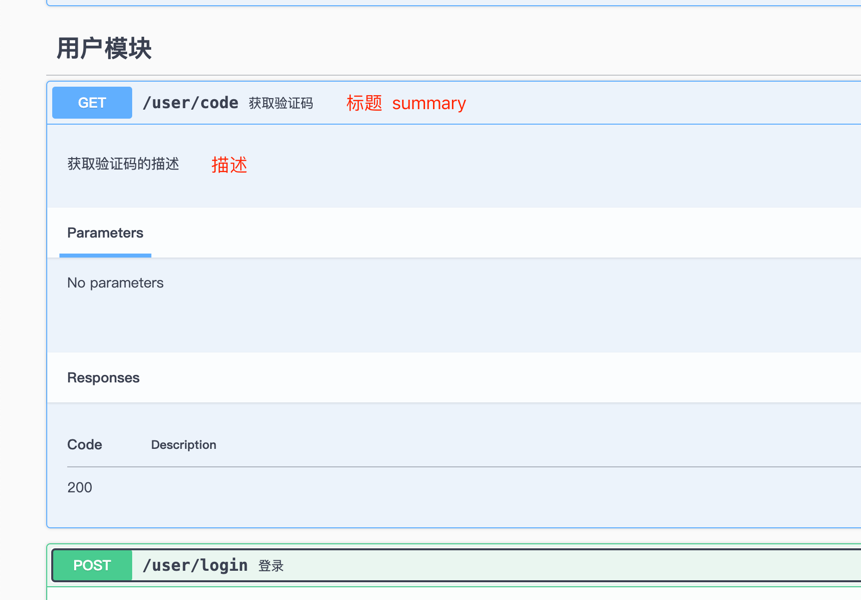 用户模块
GET /user/code 获取验证码 标题 summary
获取验证码的描述 描述
Parameters
No parameters
Responses
Code Description
200
POST /user/login 登录